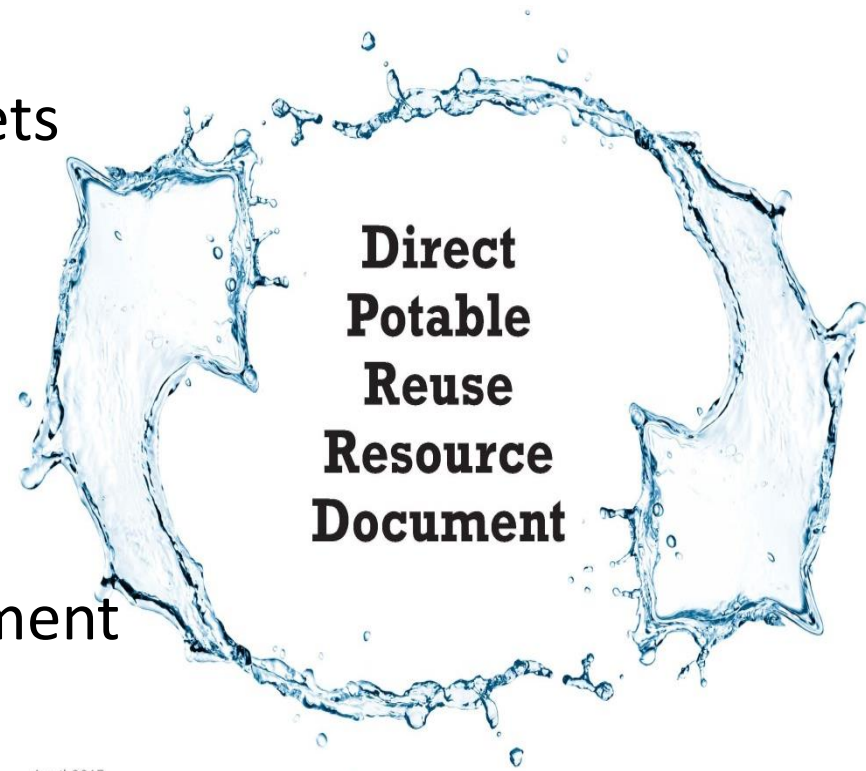 ets
Direct
Potable
Reuse
Resource
Document
ment